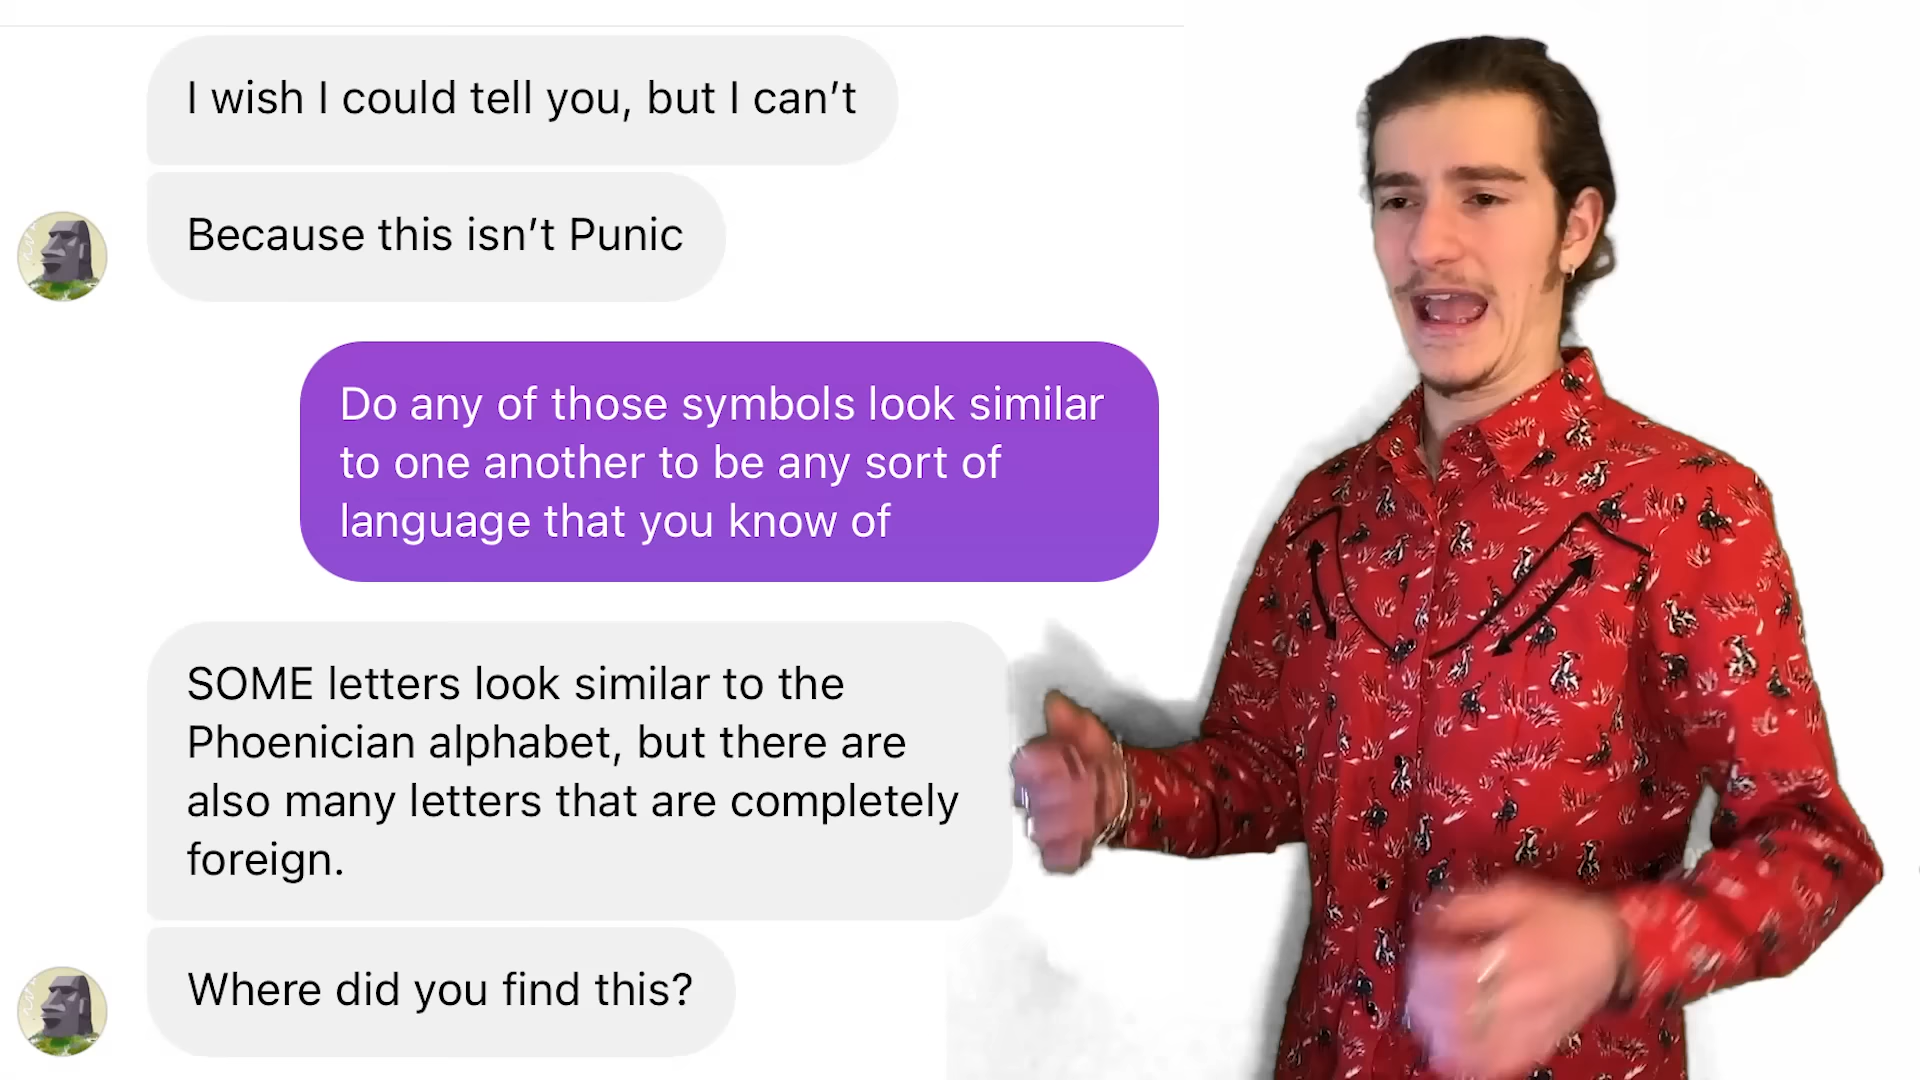 I wish I could tell you, but I can’t
Because this isn’t Punic
Do any of those symbols look similar
to one another to be any sort of
language that you know of
SOME letters look similar to the
Phoenician alphabet, but there are
also many letters that are completely
foreign.
Where did you find this?